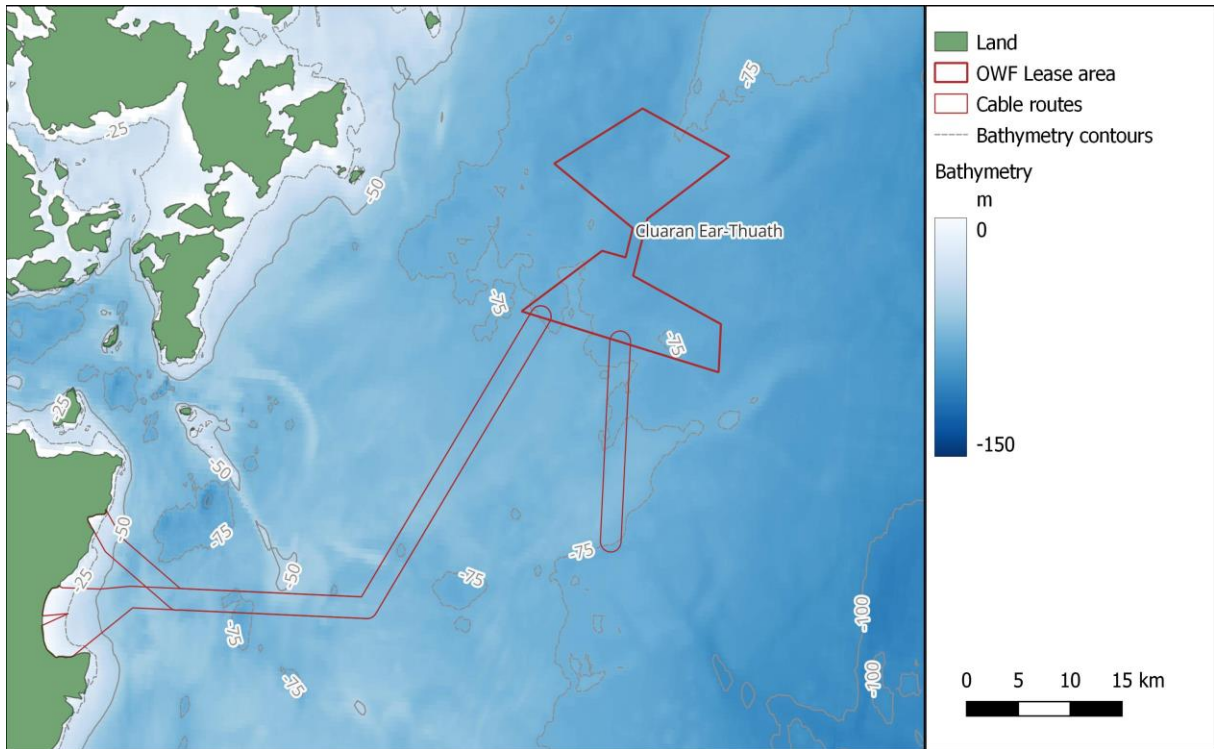 -25
-50
-75
Cluaran Ear-Thuath
-75
-75
-25
-50
-50
-75
-75
-50
-25
-75
-75
-75
-100
-100
Land
OWF Lease area
Cable routes
Bathymetry contours
Bathymetry
m
0
-150
0 5 10 15 km